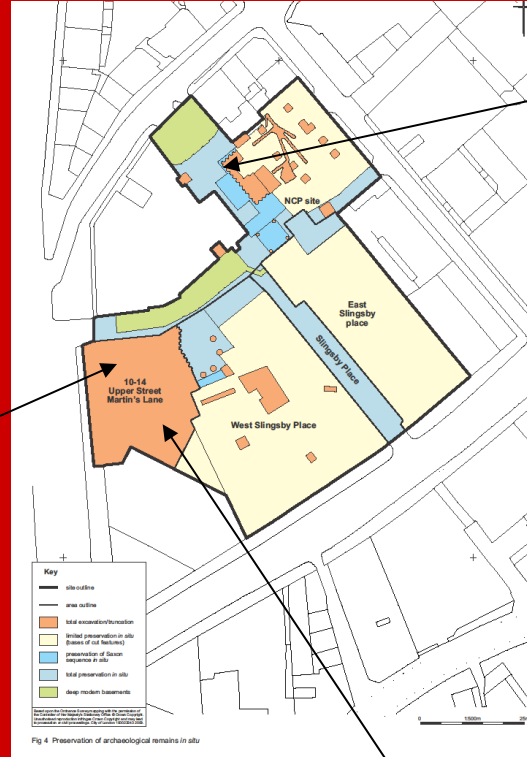 NCP site
East
Slingsby
place
Slingsby Place
10-14
Upper Street
Martin's Lane
West Slingsby Place
Key
site outline
area outline
total excavation/truncation
limited preservation in situ
(bases of cut features)
preservation of Saxon
sequence in situ
total preservation in situ
deep modern basements
0
Fig 4 Preservation of archaeological remains in situ